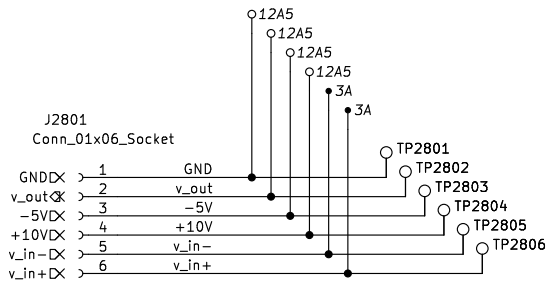 12A5
12A5
12A5
12A5
3A
3A
J2801
Conn_01x06_Socket
TP2801
GND 1 GND
TP2802
v_out 2 v_out
TP2803
-5V 3 -5V
TP2804
+10V 4 +10V
TP2805
v_in- 5 v_in-
TP2806
v_in+ 6 v_in+